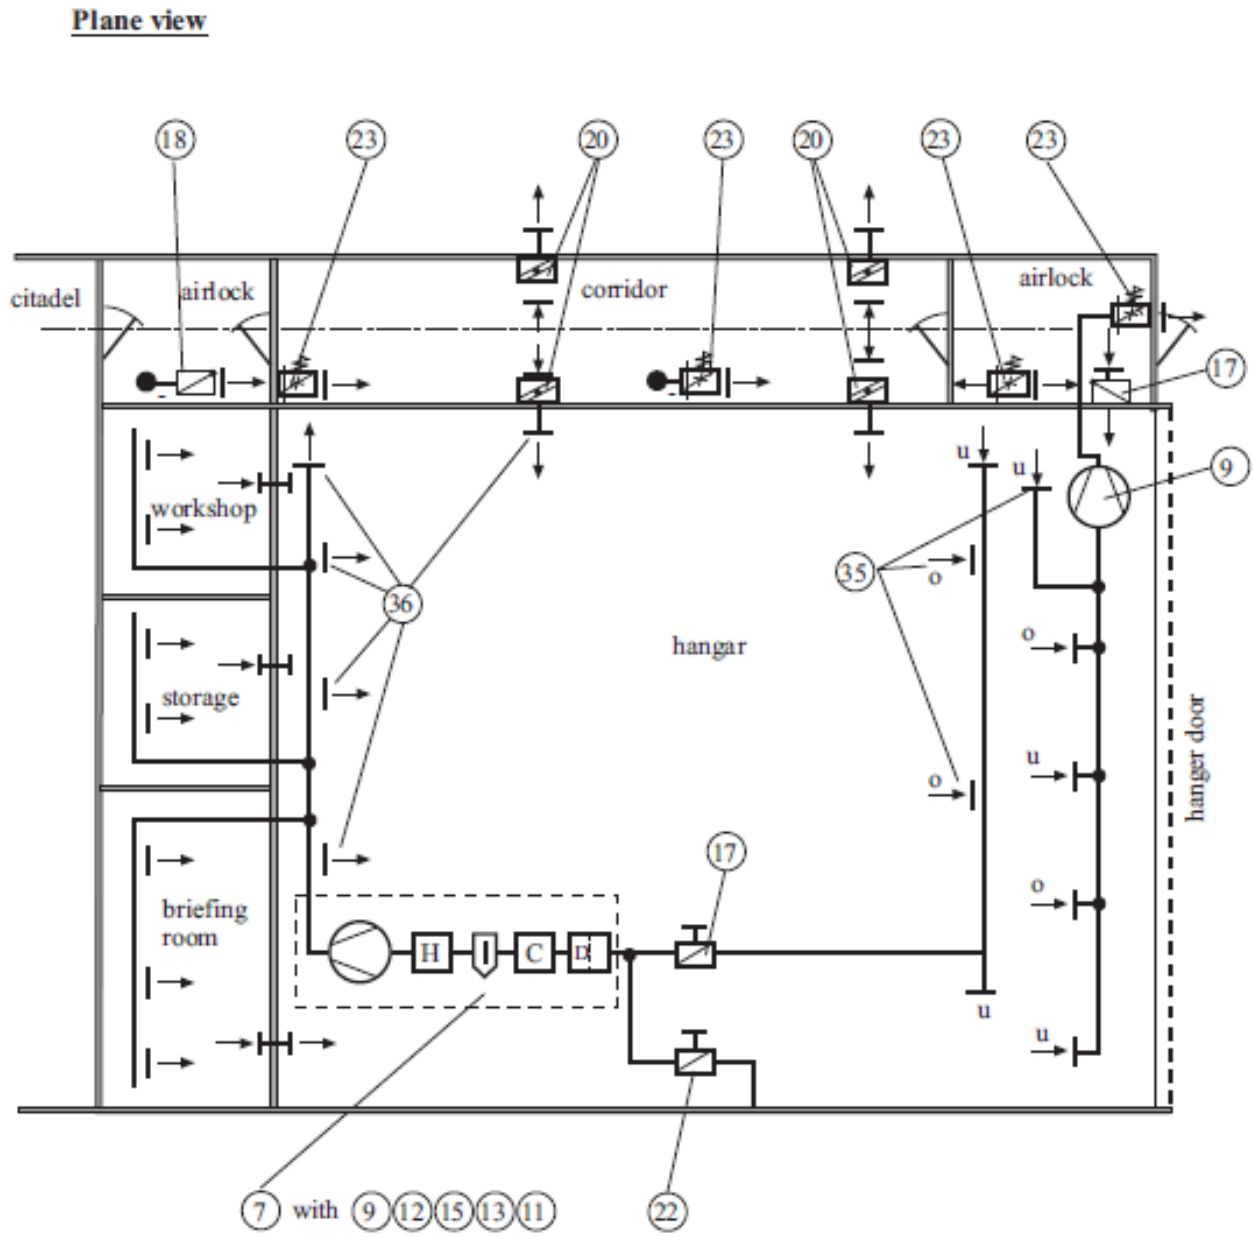 Plane view
18 23 20 23 20 23 23
citadel airlock corridor airlock
17
u u 9
workshop
36 35 o
o
hangar
storage
u
hanger door
o
17
o
briefing
room
H C D
u
u
7 with 9 12 15 13 11 22